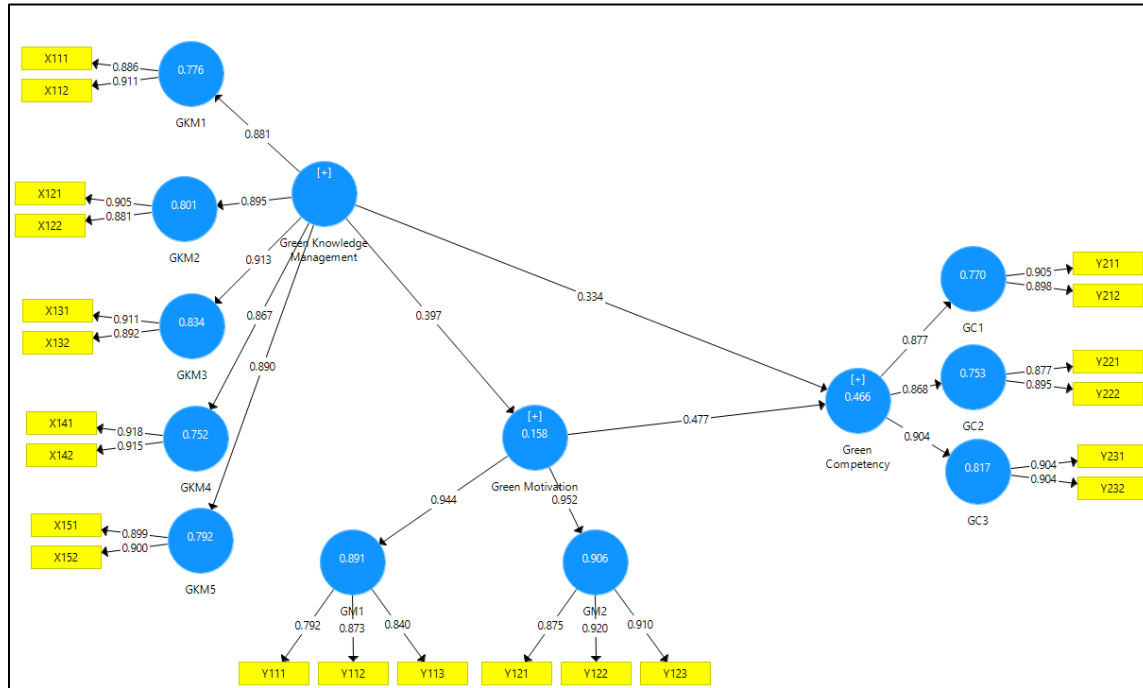 X111
0.886
X112
0.911
0.776
GKM1
0.881
X121
0.905
X122
0.881
0.801
GKM2
0.895
[+]
Green Knowledge
Management
X131
0.911
X132
0.892
0.834
GKM3
0.913
X141
0.918
X142
0.915
0.752
GKM4
0.867
X151
0.899
X152
0.900
0.792
GKM5
0.890
0.397
0.334
[+]
0.158
Green Motivation
0.477
0.944
0.952
0.891
GM1
0.792
0.873
0.840
Y111
Y112
Y113
0.906
GM2
0.875
0.920
0.910
Y121
Y122
Y123
[+]
0.466
Green
Competency
0.877
0.770
GC1
0.905
Y211
0.898
Y212
0.868
0.753
GC2
0.877
Y221
0.895
Y222
0.904
0.817
GC3
0.904
Y231
0.904
Y232